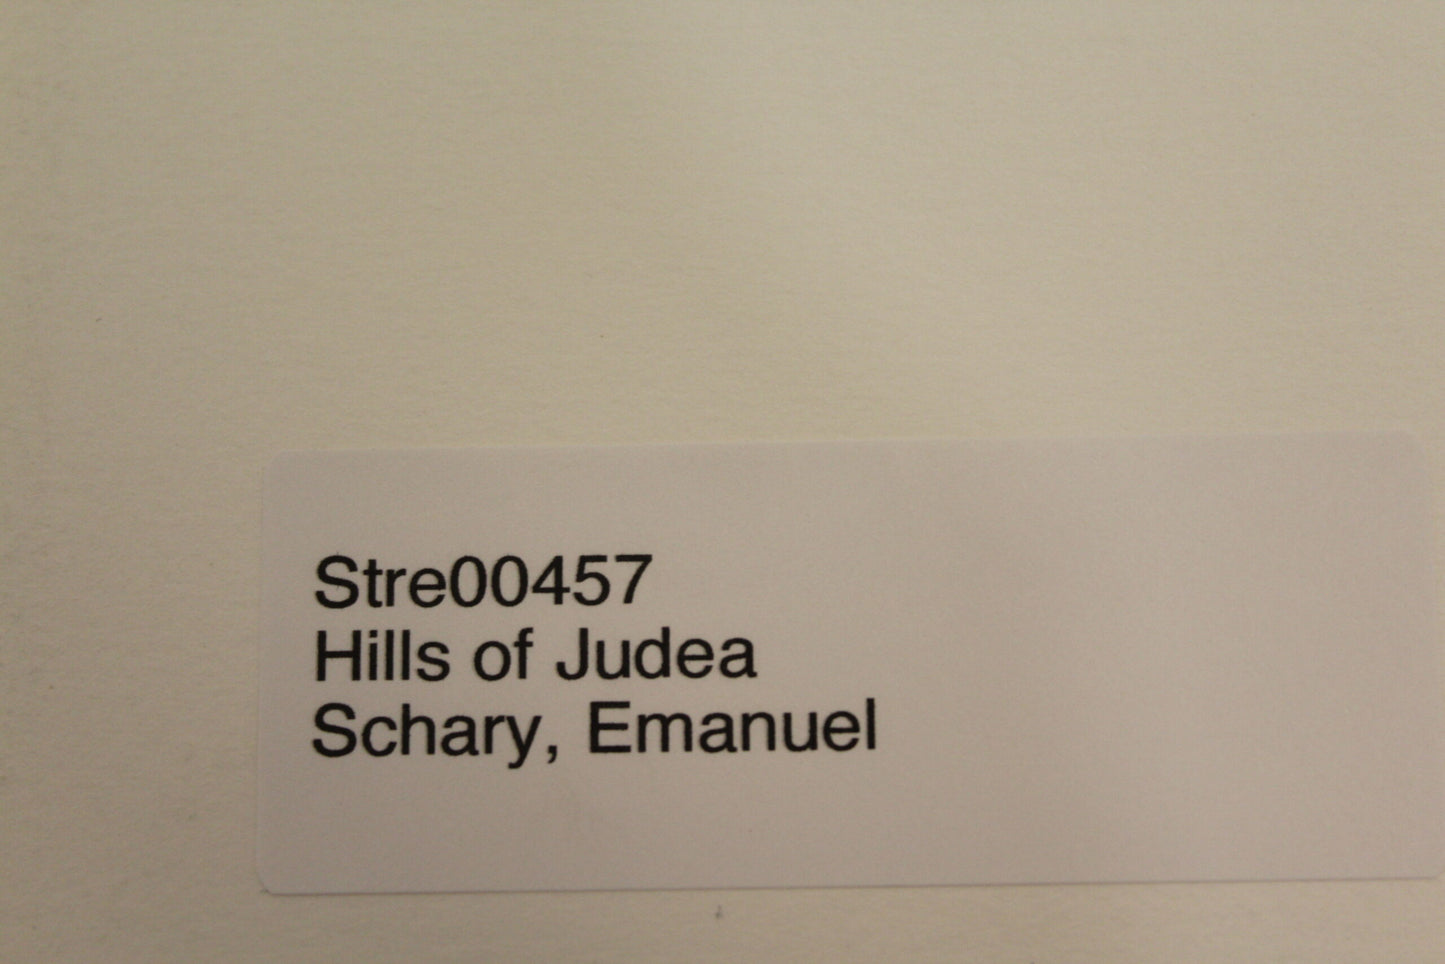 Stre00457
Hills of Judea
Schary, Emanuel